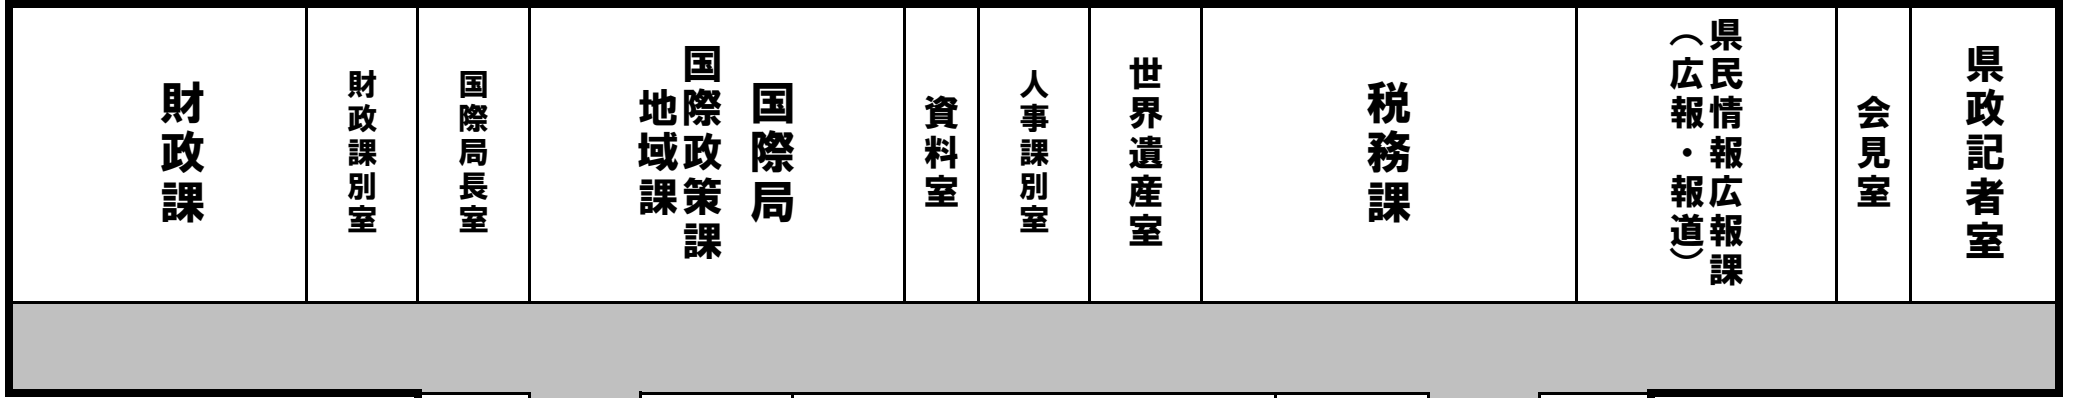 財政課
財政課別室
国際局長室
国際局
国際政策課
地域課
資料室
人事課別室
世界遺産室
税務課
県民情報広報課
（広報・報道）
会見室
県政記者室